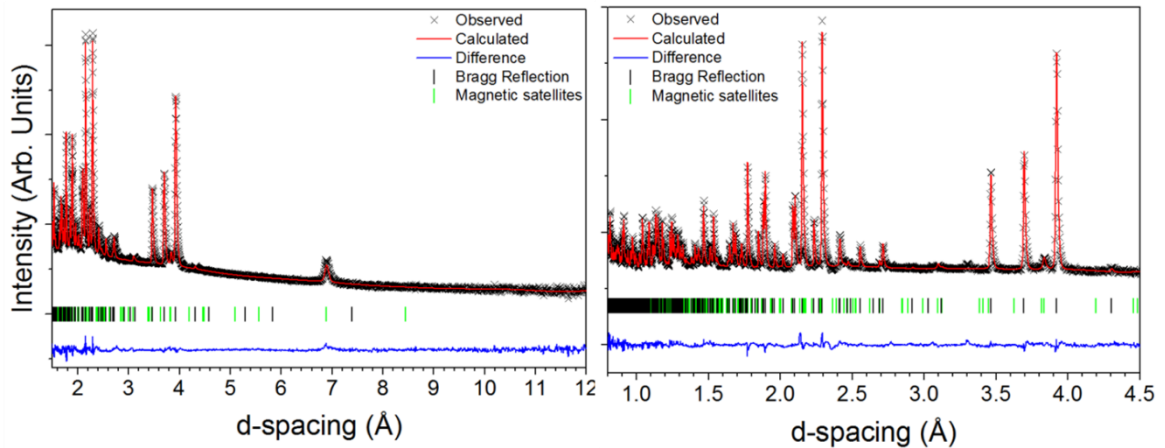 Observed
Calculated
Difference
Bragg Reflection
Magnetic satellites
Intensity (Arb. Units)
2 3 4 5 6 7 8 9 10 11 12
d-spacing (Å)
Observed
Calculated
Difference
Bragg Reflection
Magnetic satellites
1.0 1.5 2.0 2.5 3.0 3.5 4.0 4.5
d-spacing (Å)